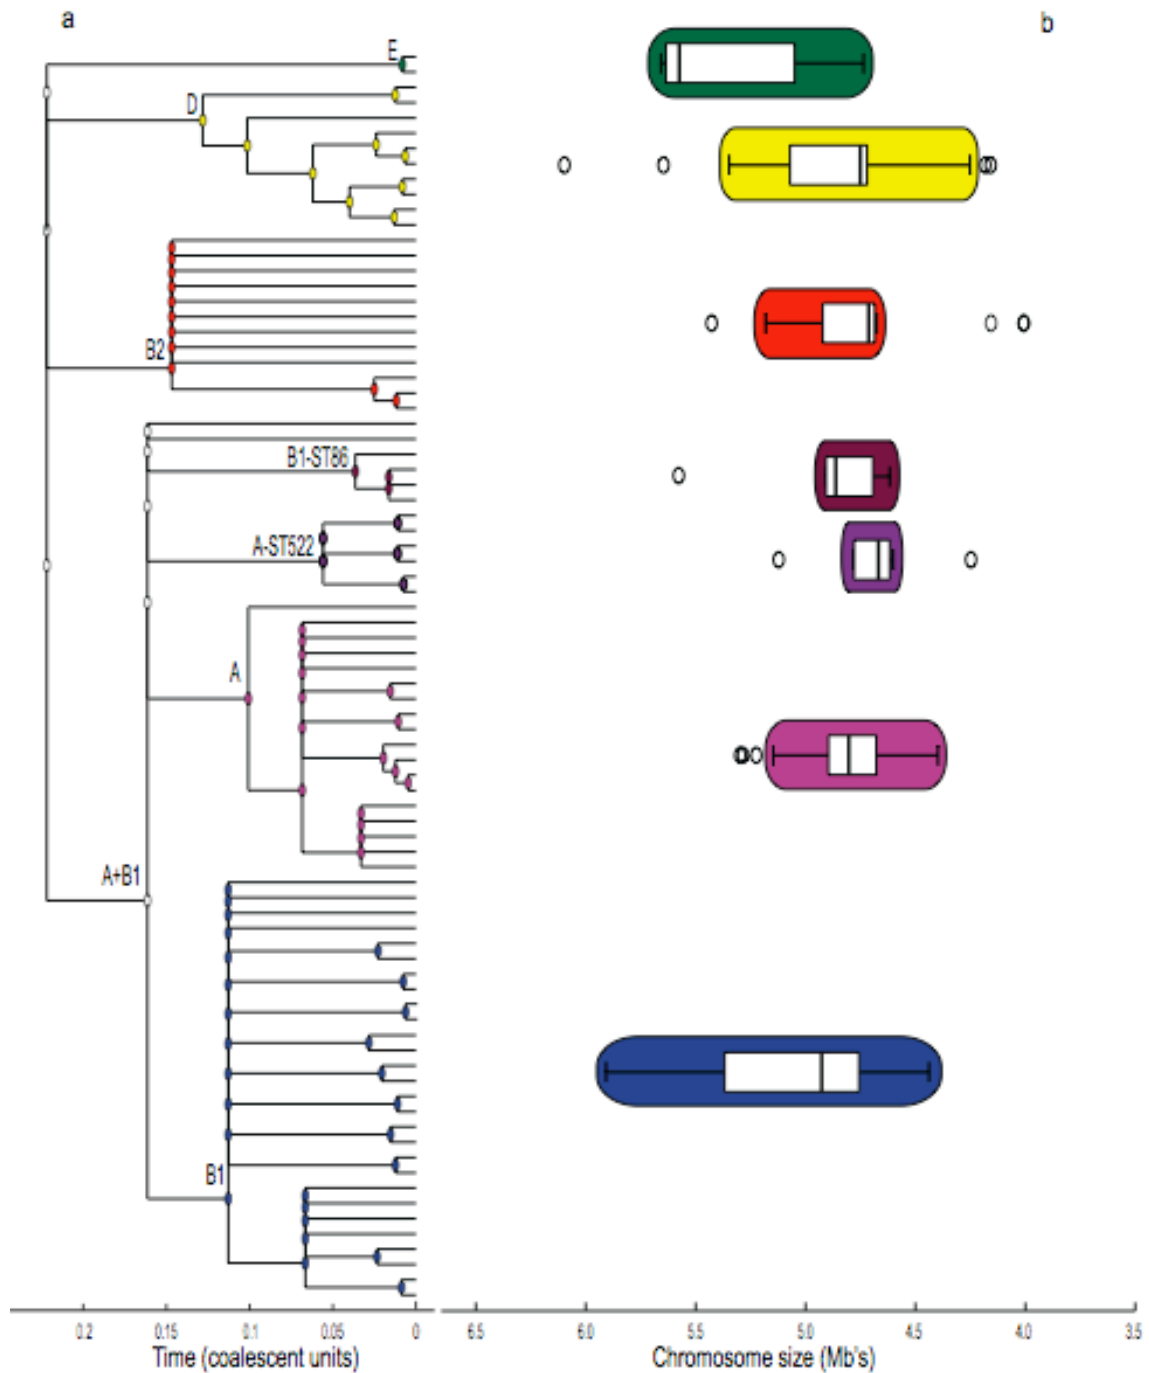 a
b
E
D
B2
B1-ST86
A-ST522
A
A+B1
B1
0.2 0.15 0.1 0.05 0 6.5 6.0 5.5 5.0 4.5 4.0 3.5
Time (coalescent units) Chromosome size (Mb's)